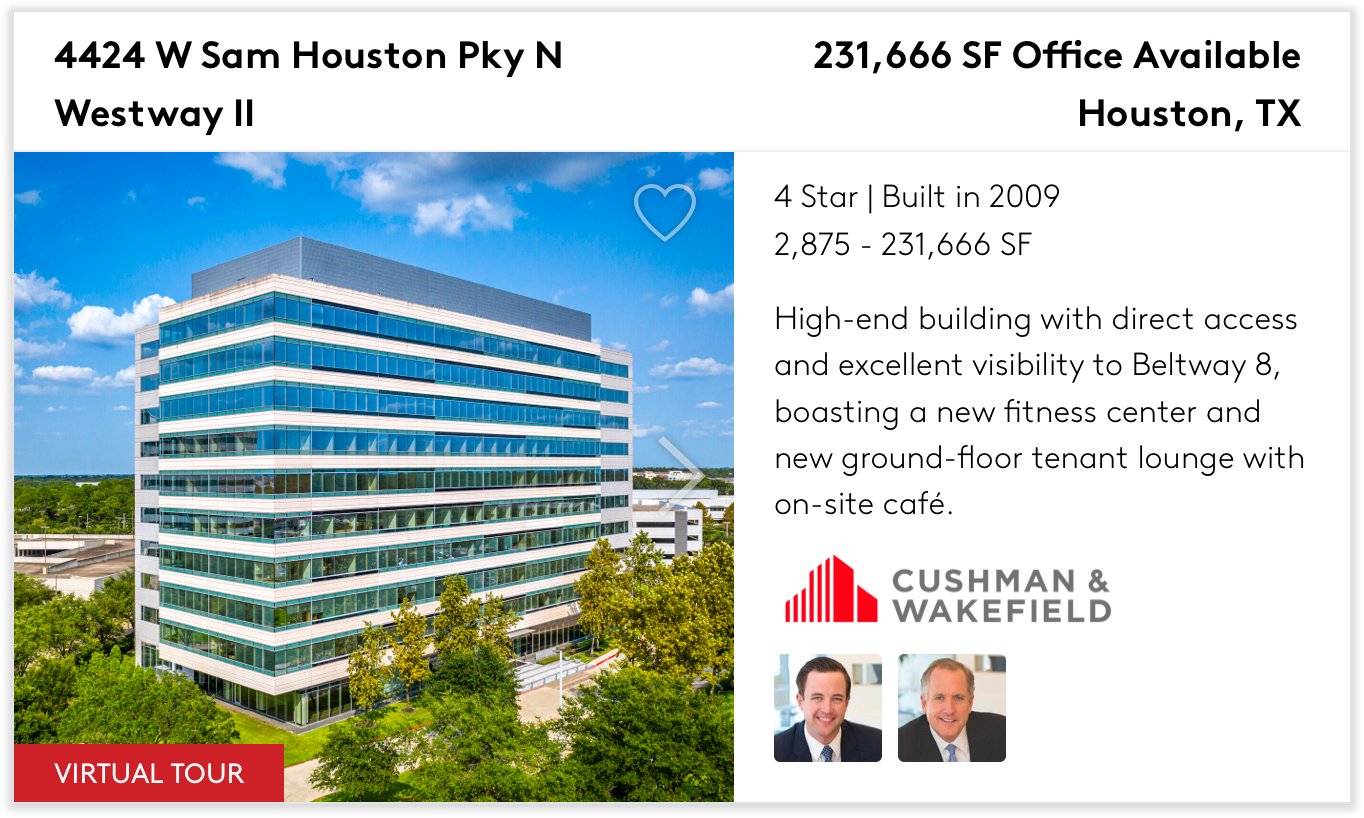 4424 W Sam Houston Pky N
Westway II
231,666 SF Office Available
Houston, TX
4 Star | Built in 2009
2,875 - 231,666 SF
High-end building with direct access
and excellent visibility to Beltway 8,
boasting a new fitness center and
new ground-floor tenant lounge with
on-site café.
CUSHMAN &
WAKEFIELD
VIRTUAL TOUR